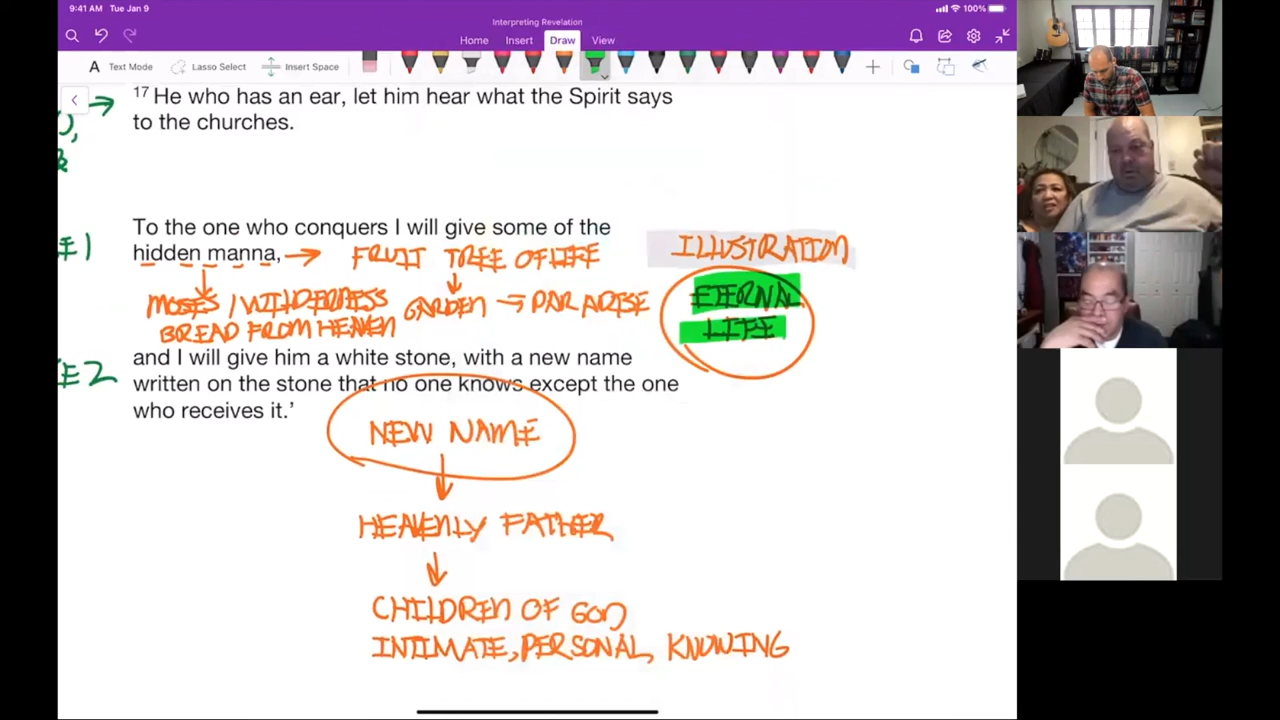 9:41 AM Tue Jan 9
100%
Interpreting Revelation
Home Insert Draw View
A Text Mode Lasso Select Insert Space
17 He who has an ear, let him hear what the Spirit says
to the churches.
To the one who conquers I will give some of the
hidden manna, → FRUIT TREE OF LIFE
ILLUSTRATION
MOSES / WILDERNESS
BREAD FROM HEAVEN
GARDEN → PARADISE
ETERNAL
LIFE
and I will give him a white stone, with a new name
written on the stone that no one knows except the one
who receives it.’
NEW NAME
HEAVENLY FATHER
CHILDREN OF GOD
INTIMATE, PERSONAL, KNOWING